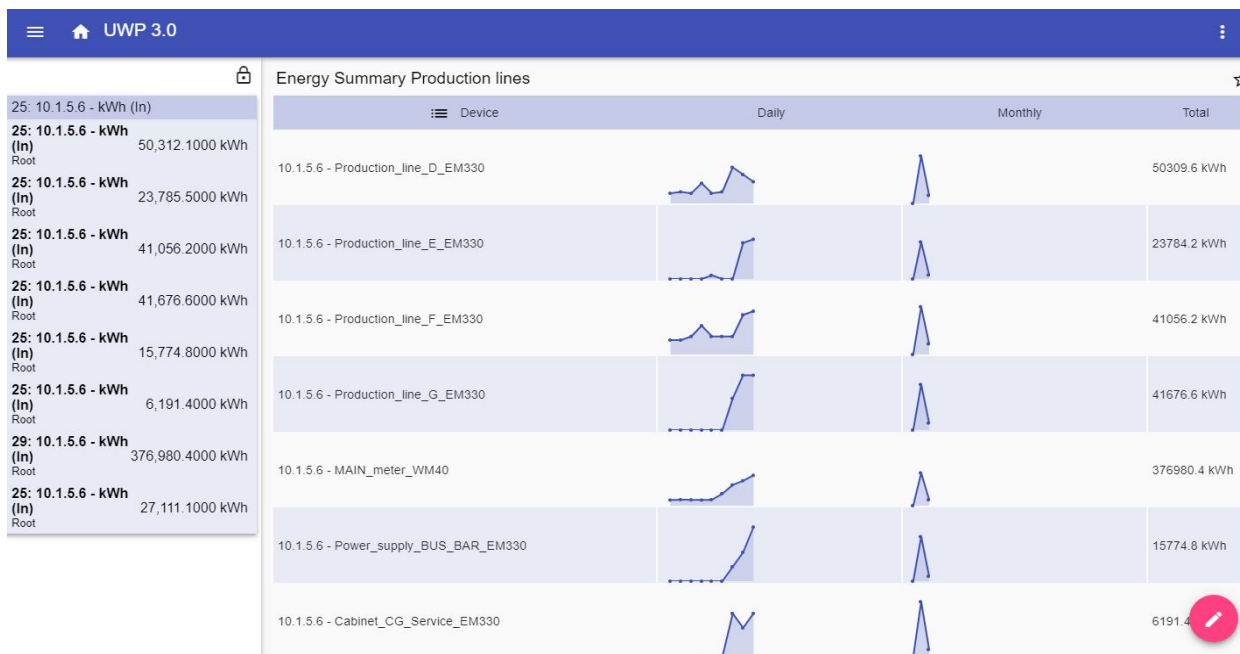 UWP 3.0
25: 10.1.5.6 - kWh (In)
25: 10.1.5.6 - kWh
(In)
Root
50,312.1000 kWh
25: 10.1.5.6 - kWh
(In)
Root
23,785.5000 kWh
25: 10.1.5.6 - kWh
(In)
Root
41,056.2000 kWh
25: 10.1.5.6 - kWh
(In)
Root
41,676.6000 kWh
25: 10.1.5.6 - kWh
(In)
Root
15,774.8000 kWh
25: 10.1.5.6 - kWh
(In)
Root
6,191.4000 kWh
29: 10.1.5.6 - kWh
(In)
Root
376,980.4000 kWh
25: 10.1.5.6 - kWh
(In)
Root
27,111.1000 kWh
Energy Summary Production lines
Device Daily Monthly Total
10.1.5.6 - Production_line_D_EM330 50309.6 kWh
10.1.5.6 - Production_line_E_EM330 23784.2 kWh
10.1.5.6 - Production_line_F_EM330 41056.2 kWh
10.1.5.6 - Production_line_G_EM330 41676.6 kWh
10.1.5.6 - MAIN_meter_WM40 376980.4 kWh
10.1.5.6 - Power_supply_BUS_BAR_EM330 15774.8 kWh
10.1.5.6 - Cabinet_CG_Service_EM330 6191.4